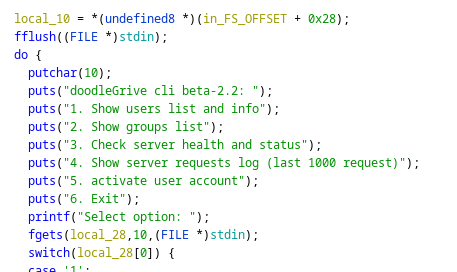 local_10 = *(undefined8 *)(in_FS_OFFSET + 0x28);
fflush((FILE *)stdin);
do {
putchar(10);
puts("doodleGrive cli beta-2.2: ");
puts("1. Show users list and info");
puts("2. Show groups list");
puts("3. Check server health and status");
puts("4. Show server requests log (last 1000 request)");
puts("5. activate user account");
puts("6. Exit");
printf("Select option: ");
fgets(local_28,10,(FILE *)stdin);
switch(local_28[0]) {
case '1':